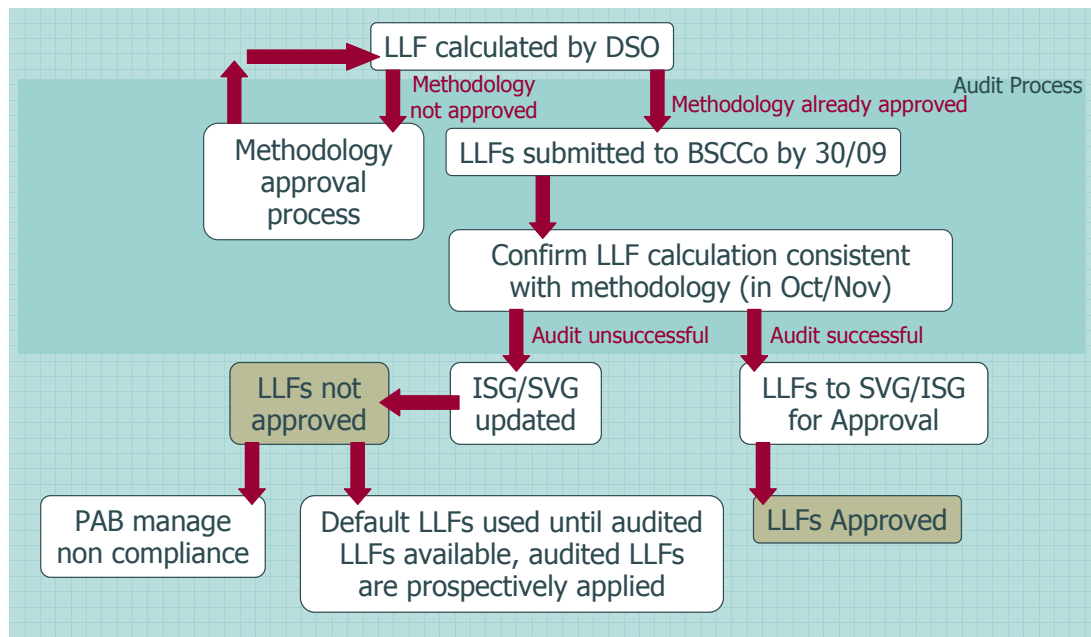 LLF calculated by DSO
Audit Process
Methodology
not approved
Methodology already approved
Methodology
approval
process
LLFs submitted to BSCCo by 30/09
Confirm LLF calculation consistent
with methodology (in Oct/Nov)
Audit unsuccessful
Audit successful
LLFs not
approved
ISG/SVG
updated
LLFs to SVG/ISG
for Approval
PAB manage
non compliance
Default LLFs used until audited
LLFs available, audited LLFs
are prospectively applied
LLFs Approved